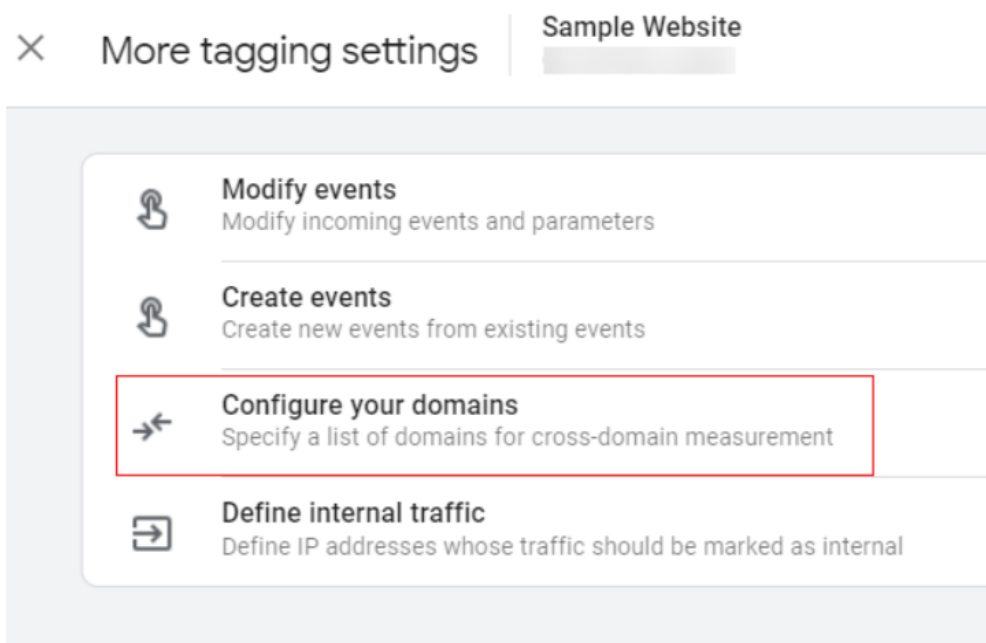 More tagging settings
Sample Website
Modify events
Modify incoming events and parameters
Create events
Create new events from existing events
Configure your domains
Specify a list of domains for cross-domain measurement
Define internal traffic
Define IP addresses whose traffic should be marked as internal